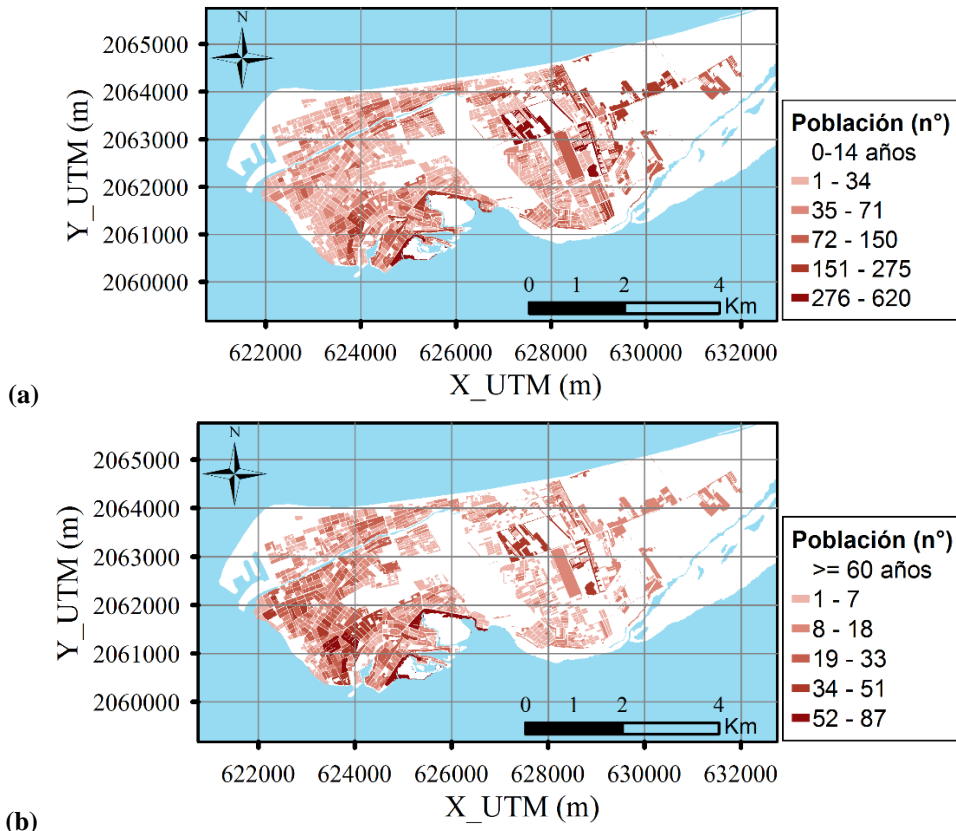 N
2065000
2064000
2063000
2062000
2061000
2060000
Y_UTM (m)
0 1 2 4
Km
622000 624000 626000 628000 630000 632000
X_UTM (m)
Población (n°)
0-14 años
1 - 34
35 - 71
72 - 150
151 - 275
276 - 620
(a)
N
2065000
2064000
2063000
2062000
2061000
2060000
Y_UTM (m)
0 1 2 4
Km
622000 624000 626000 628000 630000 632000
X_UTM (m)
Población (n°)
>= 60 años
1 - 7
8 - 18
19 - 33
34 - 51
52 - 87
(b)